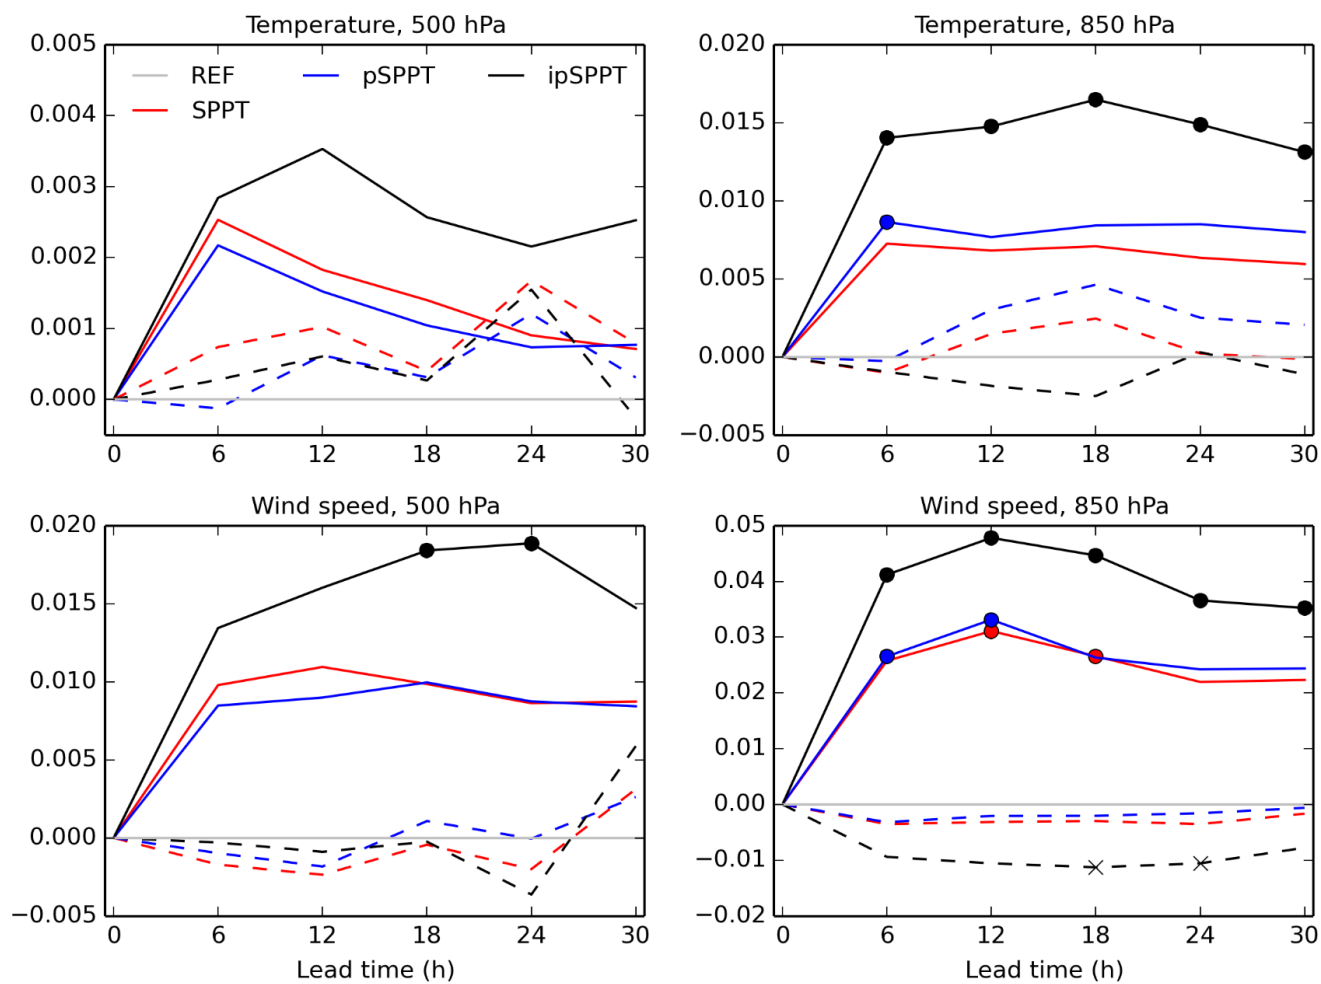 Temperature, 500 hPa
0.005
0.004
0.003
0.002
0.001
0.000
REF
pSPPT
ipSPPT
SPPT
0 6 12 18 24 30
Temperature, 850 hPa
0.020
0.015
0.010
0.005
0.000
−0.005
0 6 12 18 24 30
Wind speed, 500 hPa
0.020
0.015
0.010
0.005
0.000
−0.005
0 6 12 18 24 30
Lead time (h)
Wind speed, 850 hPa
0.05
0.04
0.03
0.02
0.01
0.00
−0.01
−0.02
0 6 12 18 24 30
Lead time (h)